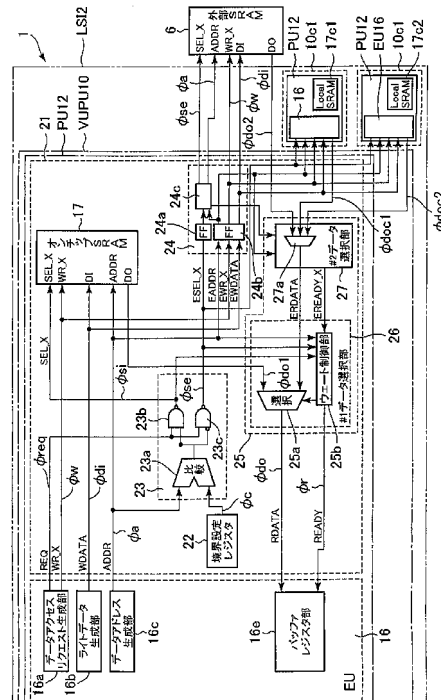 1
LSI2
6
外部SRAM
SEL_X
ADDR
WR_X
DI
DO
φse
φa
φw
φdi
φdo2
PU12
10c1
17c1
16
Local SRAM
PU12
EU16
10c1
17c2
Local SRAM
φdoc1
φdoc2
21
PU12
VUPU10
17
オンチップSRAM
SEL_X
WR_X
DI
ADDR
DO
24c
24a
FF
FF
24
24b
27a
#2データ選択部
27
ESEL_X
EADDR
EWR_X
EWDATA
ERDATA
EREADY_X
SEL_X
φsi
φse
φdo1
26
23b
23c
23a
比較
23
φc
22
境界設定レジスタ
25
選択
25a
ウェート制御部
#1データ選択部
25b
φreq
φw
φdi
φa
φdo
φr
REQ
WR_X
WDATA
ADDR
RDATA
READY
16a
データアクセスリクエスト生成部
16b
ライトデータ生成部
データアドレス生成部
16c
バッファレジスタ部
16e
EU
16